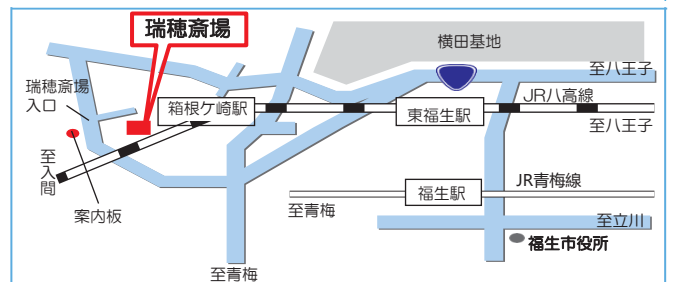 瑞穂斎場
横田基地
至八王子
瑞穂斎場
入口
箱根ケ崎駅
東福生駅
JR八高線
至八王子
至入間
案内板
福生駅
JR青梅線
至青梅
至立川
福生市役所
至青梅